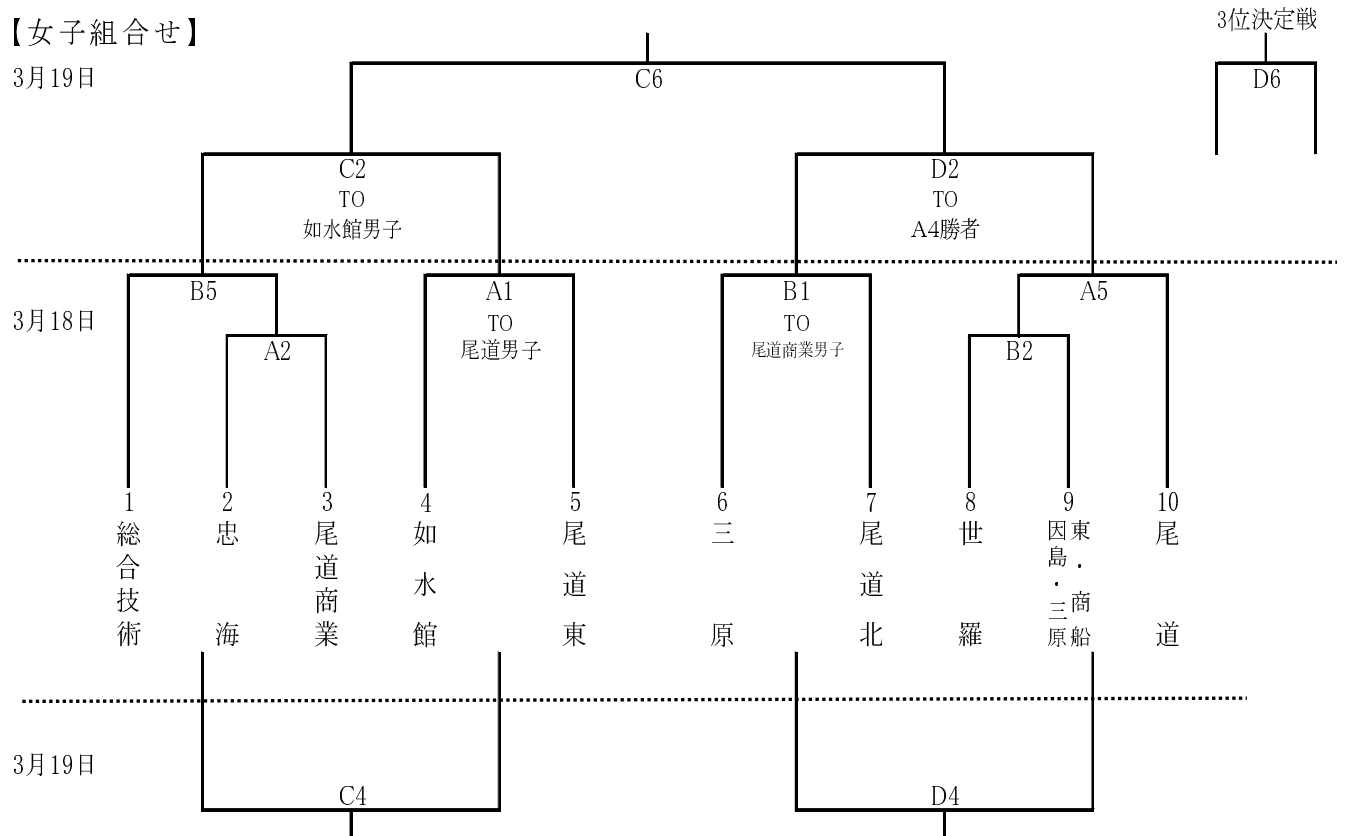 【女子組合せ】
3位決定戦
3月19日
C6
D6
C2
TO
如水館男子
D2
TO
A4勝者
3月18日
B5
A1
TO
尾道男子
B1
TO
尾道商業男子
A5
A2
B2
1
総合技術
2
忠海
3
尾道商業
4
如水館
5
尾道東
6
三原
7
尾道北
8
世羅
9
東・商船
因島・三原
10
尾道
3月19日
C4
D4